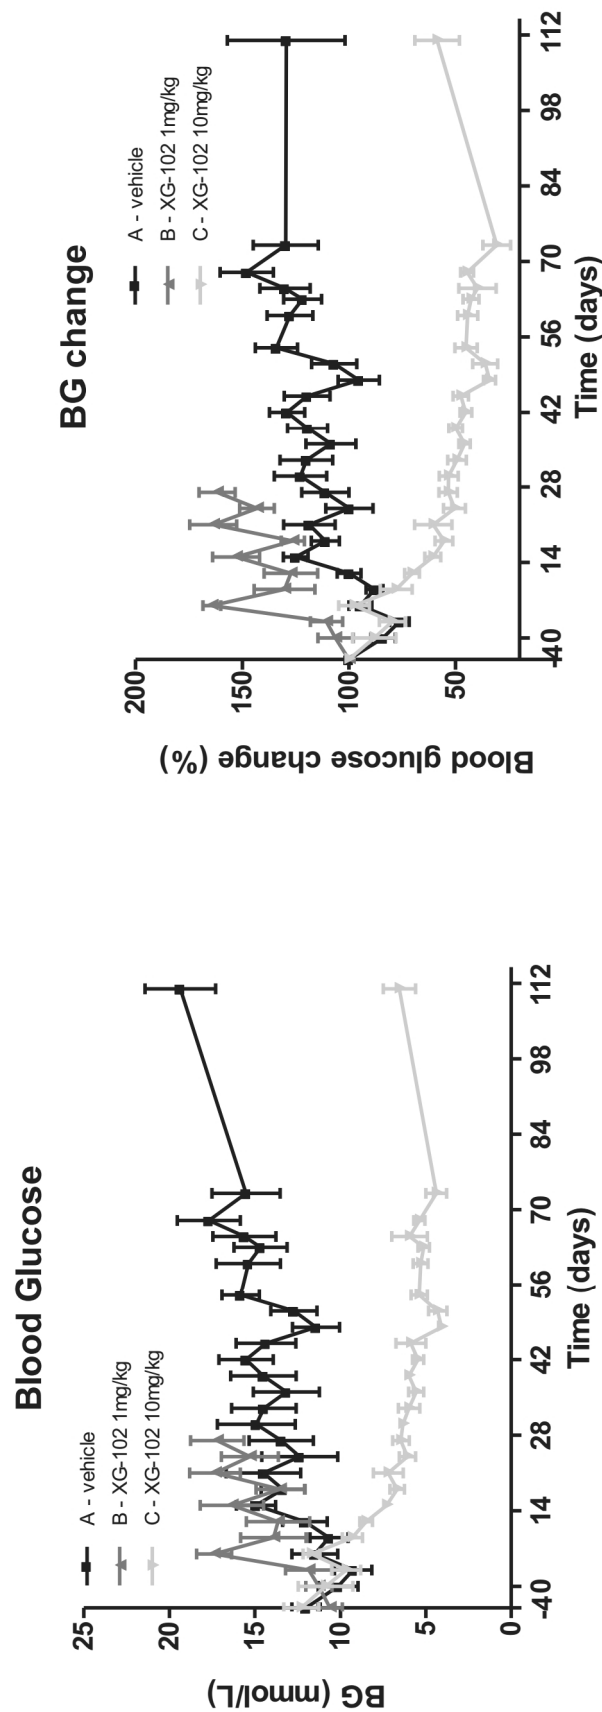 Blood Glucose
A - vehicle
B - XG-102 1mg/kg
C - XG-102 10mg/kg
BG (mmol/L)
25
20
15
10
5
0
-40 14 28 42 56 70 84 98 112
Time (days)
BG change
A - vehicle
B - XG-102 1mg/kg
C - XG-102 10mg/kg
Blood glucose change (%)
200
150
100
50
40 14 28 42 56 70 84 98 112
Time (days)